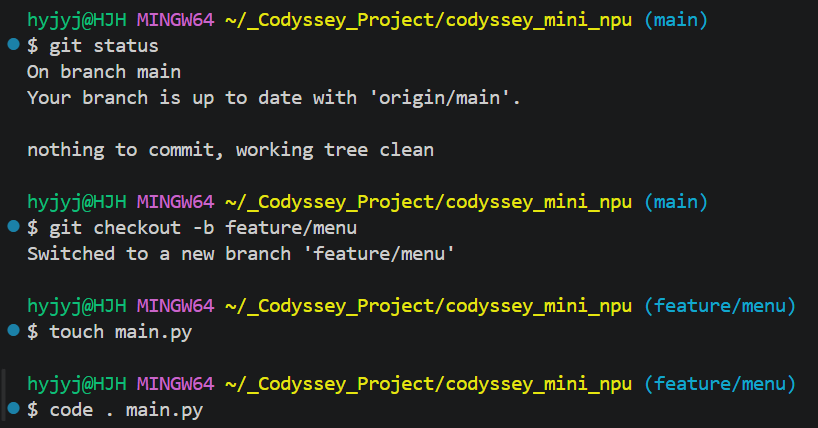 hyjyj@HJH MINGW64 ~/_Codyssey_Project/codyssey_mini_npu (main)
$ git status
On branch main
Your branch is up to date with 'origin/main'.
nothing to commit, working tree clean
hyjyj@HJH MINGW64 ~/_Codyssey_Project/codyssey_mini_npu (main)
$ git checkout -b feature/menu
Switched to a new branch 'feature/menu'
hyjyj@HJH MINGW64 ~/_Codyssey_Project/codyssey_mini_npu (feature/menu)
$ touch main.py
hyjyj@HJH MINGW64 ~/_Codyssey_Project/codyssey_mini_npu (feature/menu)
$ code . main.py